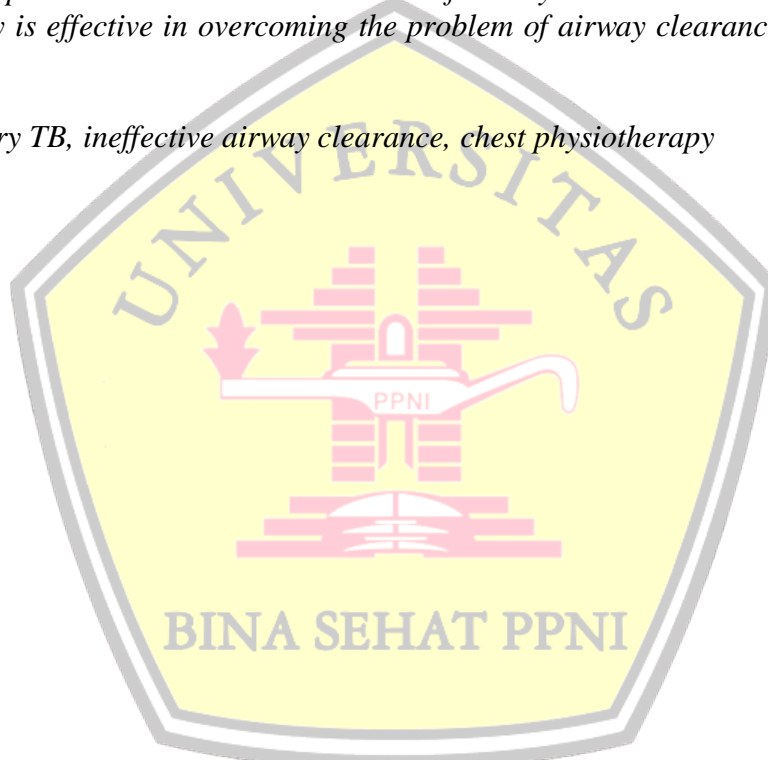 is effective in overcoming the problem of airway clearanc
TB, ineffective airway clearance, chest physiotherapy
UNIVERSITAS
PPNI
BINA SEHAT PPNI